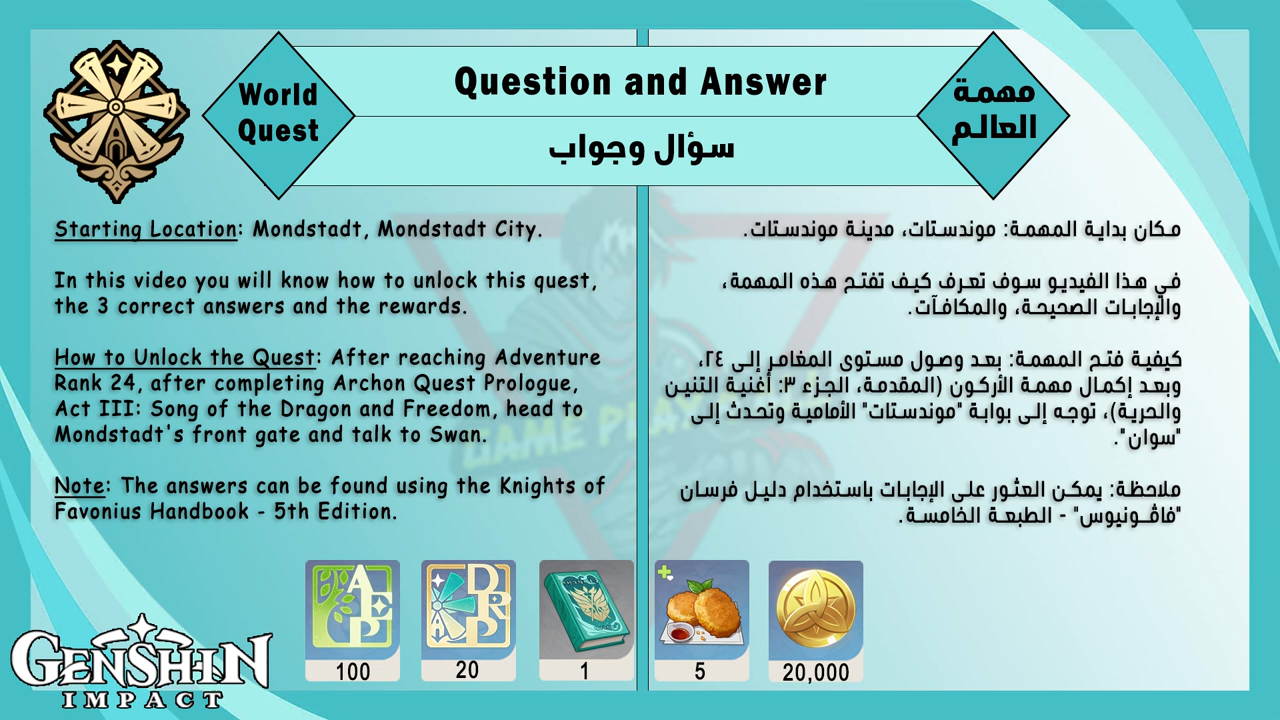 World
Quest
Question and Answer
سؤال وجواب
مهمة
العالم
Starting Location: Mondstadt, Mondstadt City.
In this video you will know how to unlock this quest,
the 3 correct answers and the rewards.
How to Unlock the Quest: After reaching Adventure
Rank 24, after completing Archon Quest Prologue,
Act III: Song of the Dragon and Freedom, head to
Mondstadt's front gate and talk to Swan.
Note: The answers can be found using the Knights of
Favonius Handbook - 5th Edition.
مكان بداية المهمة: موندستات، مدينة موندستات.
في هذا الفيديو سوف تعرف كيف تفتح هذه المهمة،
والإجابات الصحيحة، والمكافآت.
كيفية فتح المهمة: بعد وصول مستوى المغامر إلى ٢٤،
وبعد إكمال مهمة الأركون (المقدمة، الجزء ٣: أغنية التنين
والحرية)، توجه إلى بوابة "موندستات" الأمامية وتحدث إلى
"سوان".
ملاحظة: يمكن العثور على الإجابات باستخدام دليل فرسان
"فاڤونيوس" - الطبعة الخامسة.
GAME PLAY
AEP
DRP
100
20
1
5
20,000
GENSHIN
IMPACT